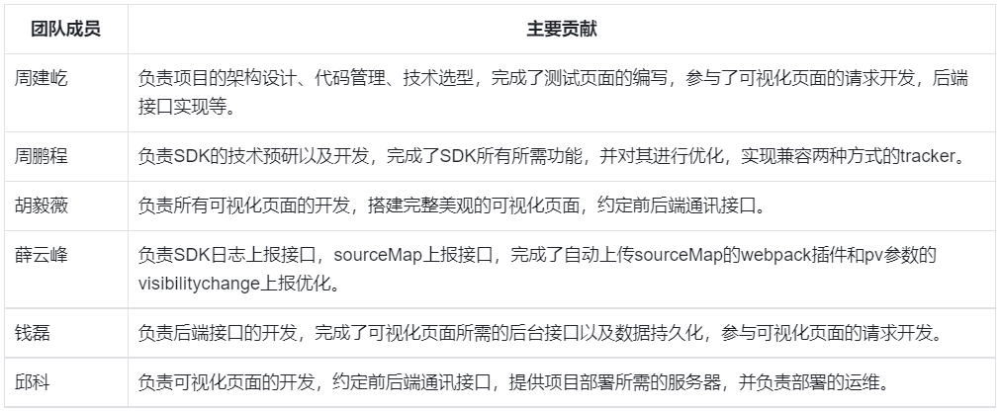 团队成员 主要贡献
周建屹 负责项目的架构设计、代码管理、技术选型，完成了测试页面的编写，参与了可视化页面的请求开发，后端
接口实现等。
周鹏程 负责SDK的技术预研以及开发，完成了SDK所有所需功能，并对其进行优化，实现兼容两种方式的tracker。
胡毅薇 负责所有可视化页面的开发，搭建完整美观的可视化页面，约定前后端通讯接口。
薛云峰 负责SDK日志上报接口，sourceMap上报接口，完成了自动上传sourceMap的webpack插件和pv参数的
visibilitychange上报优化。
钱磊 负责后端接口的开发，完成了可视化页面所需的后台接口以及数据持久化，参与可视化页面的请求开发。
邱科 负责可视化页面的开发，约定前后端通讯接口，提供项目部署所需的服务器，并负责部署的运维。